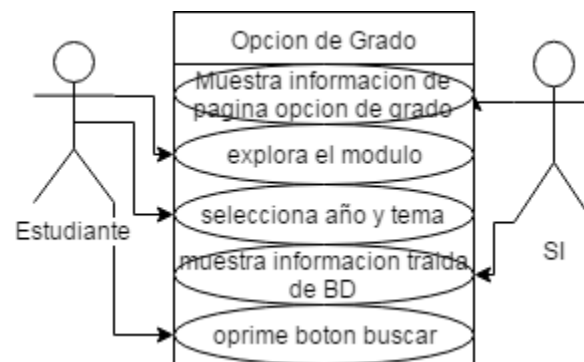 Opcion de Grado
Muestra informacion de
pagina opcion de grado
explora el modulo
selecciona año y tema
Estudiante
SI
muestra informacion traida
de BD
oprime boton buscar